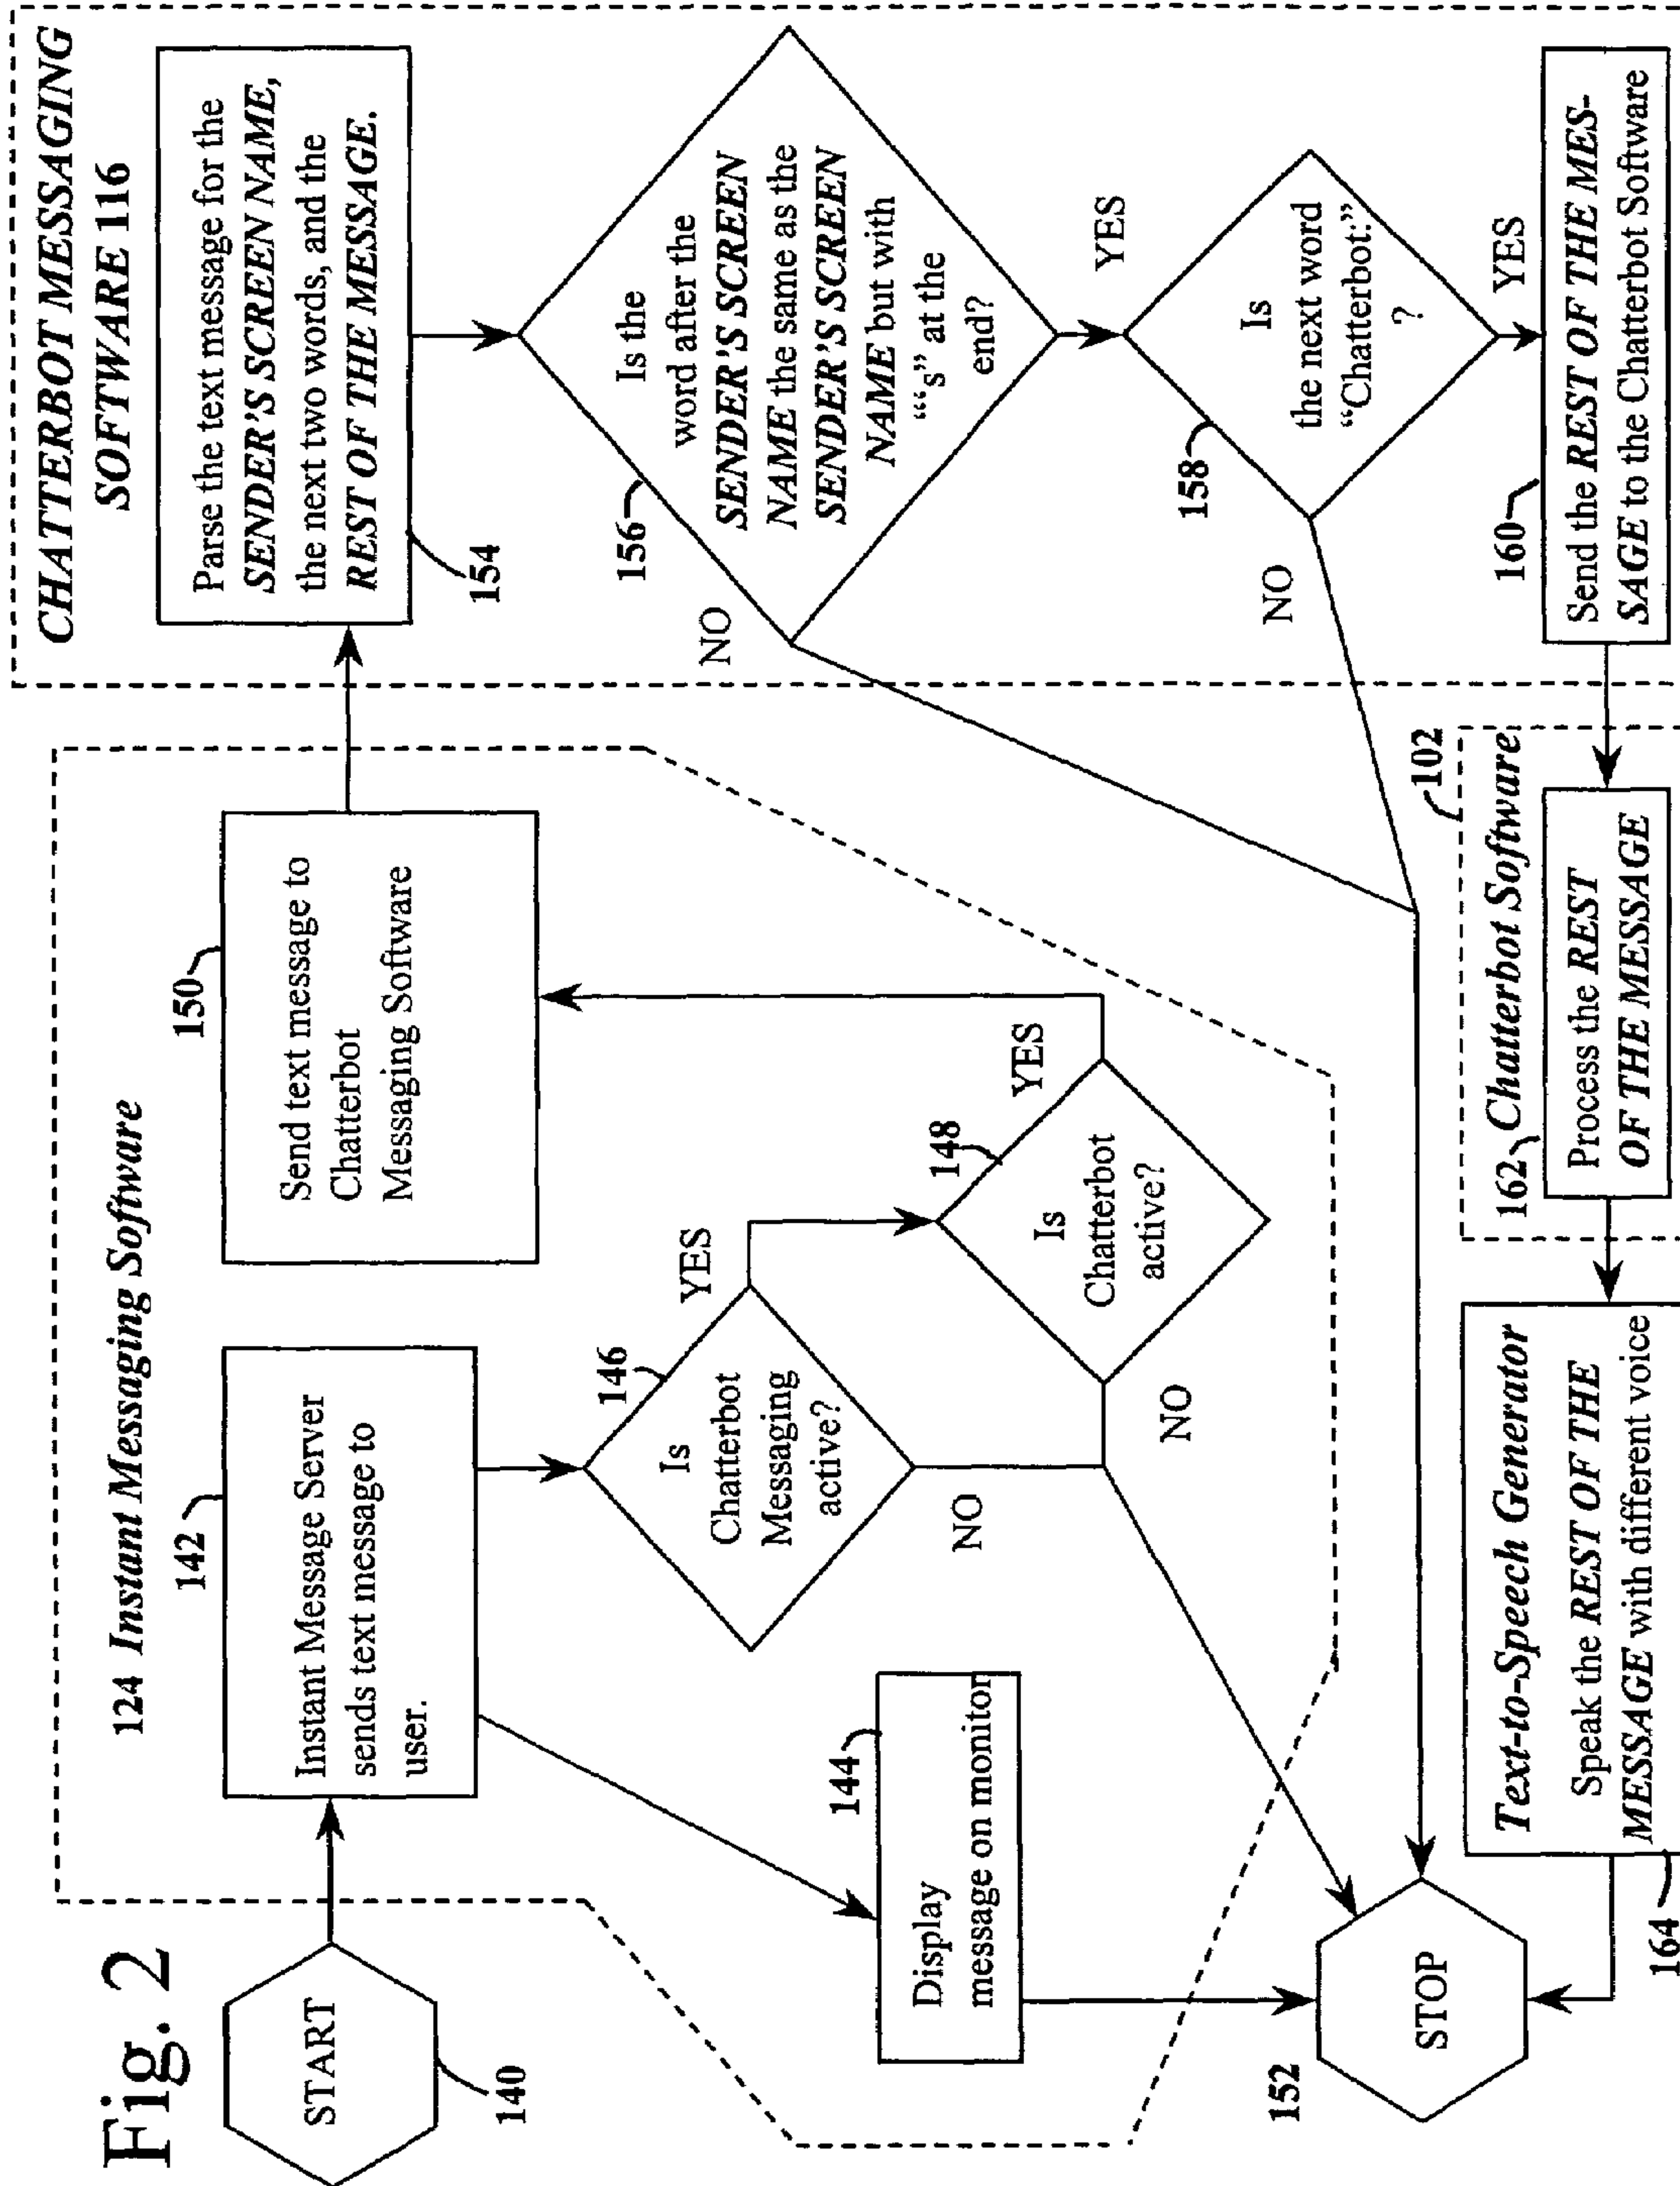 Fig. 2
124 Instant Messaging Software
START
140
142
Instant Message Server
sends text message to
user.
144
Display
message on monitor
146
Is
Chatterbot
Messaging
active?
YES
NO
148
Is
Chatterbot
active?
YES
NO
150
Send text message to
Chatterbot
Messaging Software
CHATTERBOT MESSAGING
SOFTWARE 116
Parse the text message for the
SENDER'S SCREEN NAME,
the next two words, and the
REST OF THE MESSAGE.
154
156
Is the
word after the
SENDER'S SCREEN
NAME the same as the
SENDER'S SCREEN
NAME but with
“‘s” at the
end?
NO
YES
158
Is
the next word
“Chatterbot:”
?
NO
YES
160
Send the REST OF THE MES-
SAGE to the Chatterbot Software
102
162 Chatterbot Software
Process the REST
OF THE MESSAGE
Text-to-Speech Generator
Speak the REST OF THE
MESSAGE with different voice
164
152
STOP